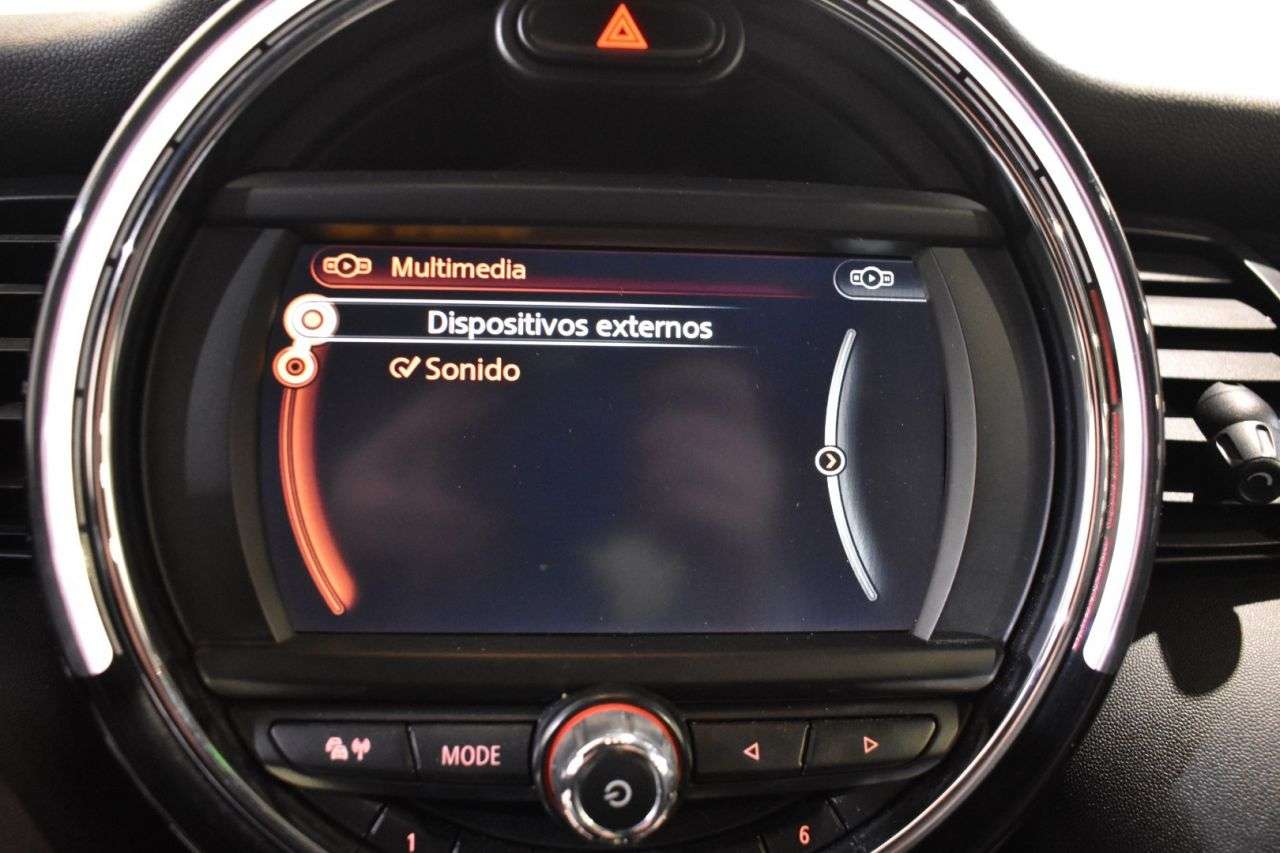 Multimedia
Dispositivos externos
Sonido
MODE
1
6